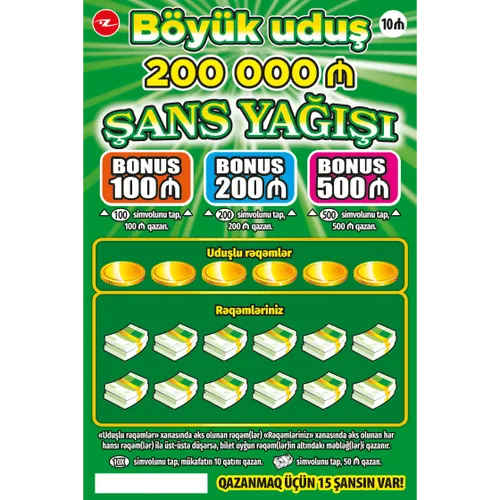 Böyük uduş
10₼
200 000 ₼
ŞANS YAĞIŞI
BONUS
100₼
BONUS
200₼
BONUS
500₼
100 simvolunu tap,
100 ₼ qazan.
200 simvolunu tap,
200 ₼ qazan.
500 simvolunu tap,
500 ₼ qazan.
Uduşlu rəqəmlər
Rəqəmləriniz
«Uduşlu rəqəmlər» xanasında əks olunan rəqəm(lər) «Rəqəmləriniz» xanasında əks olunan hər
hansı rəqəm(lər) ilə üst-üstə düşərsə, bilet uyğun rəqəm(lər)in altındakı məbləğ(lər)i qazanır.
10X simvolunu tap, mükafatın 10 qatını qazan.
simvolunu tap, 50 ₼ qazan.
QAZANMAQ ÜÇÜN 15 ŞANSIN VAR!